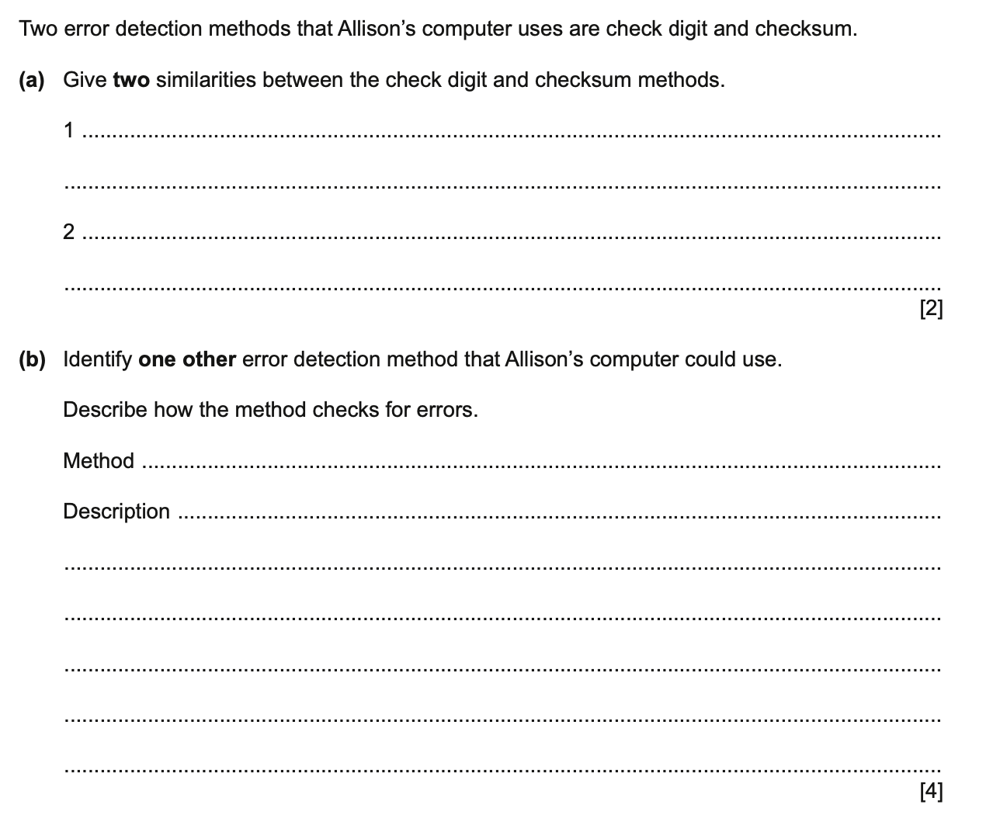 Two error detection methods that Allison’s computer uses are check digit and checksum.
(a) Give two similarities between the check digit and checksum methods.
1 ................................................................................................................................................
................................................................................................................................................
2 ................................................................................................................................................
................................................................................................................................................
[2]
(b) Identify one other error detection method that Allison’s computer could use.
Describe how the method checks for errors.
Method ................................................................................................................................................
Description ................................................................................................................................................
................................................................................................................................................
................................................................................................................................................
................................................................................................................................................
................................................................................................................................................
................................................................................................................................................
[4]